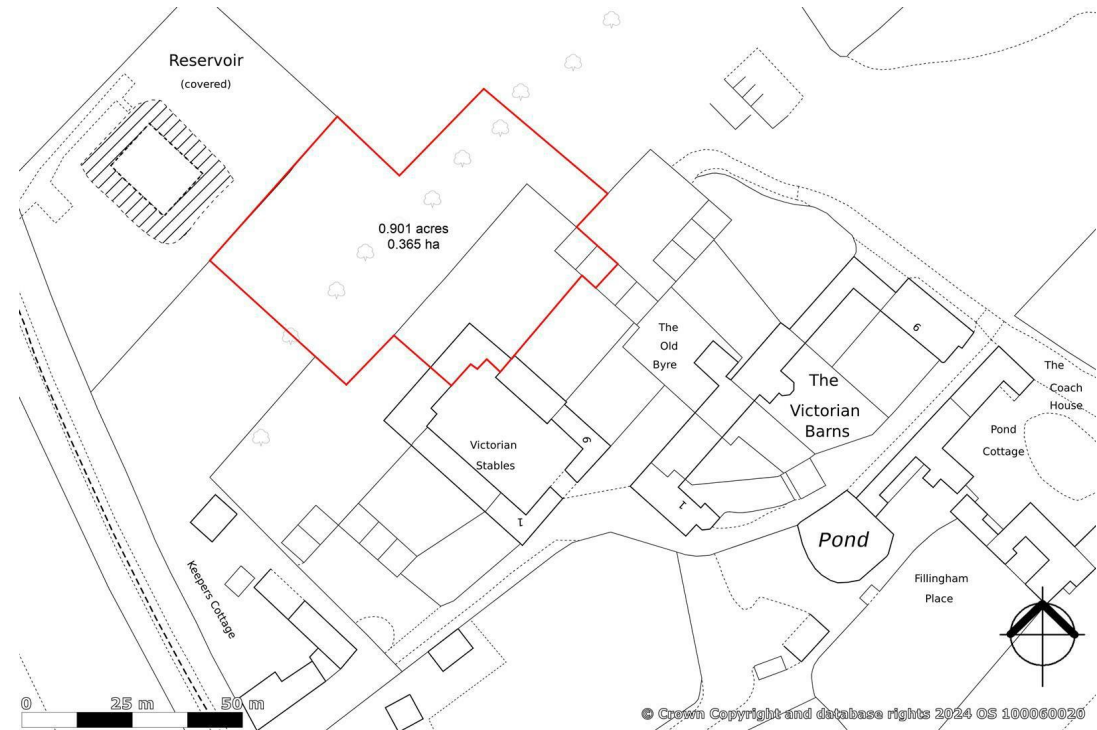 Reservoir
(covered)
0.901 acres
0.365 ha
The
Old
Byre
The
Victorian
Barns
9
The
Coach
House
Pond
Cottage
Victorian
Stables
9
1
1
Pond
Keepers Cottage
Fillingham
Place
0 25 m 50 m
© Crown Copyright and database rights 2024 OS 100060020